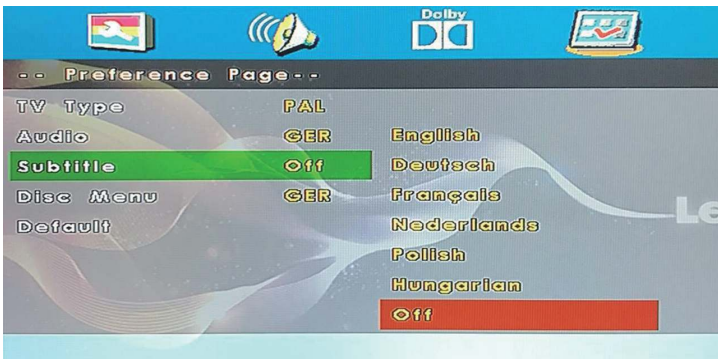 Dolby
-- Preference Page--
TV Type PAL
Audio GER English
Subtitle Off Deutsch
Disc Menu GER Français
Default Nederlands
Polish
Hungarian
Off